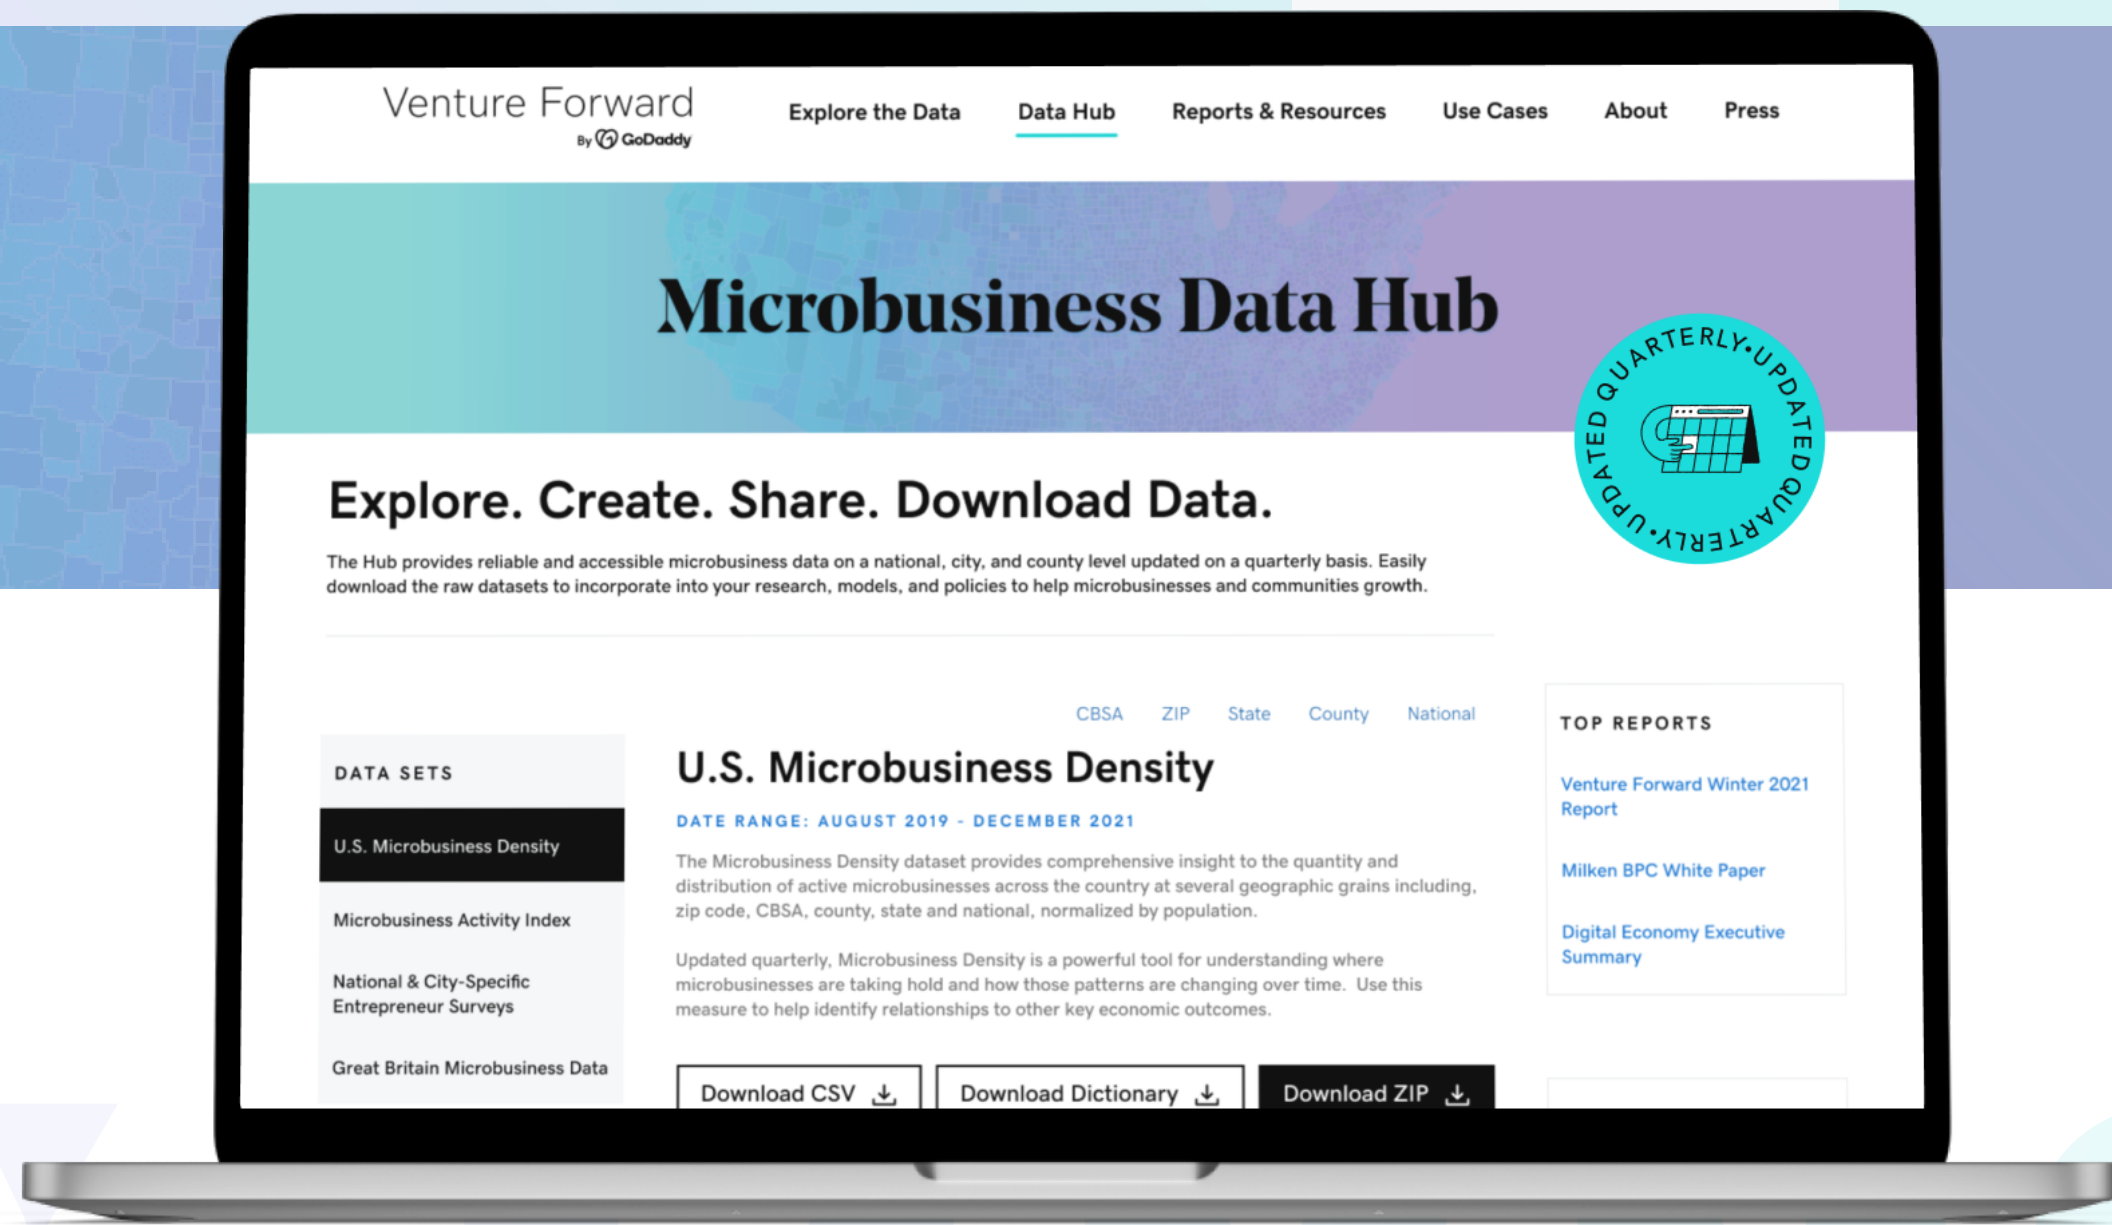 Venture Forward
By GoDaddy
Explore the Data
Data Hub
Reports & Resources
Use Cases
About
Press
Microbusiness Data Hub
UPDATED QUARTERLY • UPDATED QUARTERLY •
Explore. Create. Share. Download Data.
The Hub provides reliable and accessible microbusiness data on a national, city, and county level updated on a quarterly basis. Easily
download the raw datasets to incorporate into your research, models, and policies to help microbusinesses and communities growth.
DATA SETS
U.S. Microbusiness Density
Microbusiness Activity Index
National & City-Specific
Entrepreneur Surveys
Great Britain Microbusiness Data
CBSA
ZIP
State
County
National
U.S. Microbusiness Density
DATE RANGE: AUGUST 2019 - DECEMBER 2021
The Microbusiness Density dataset provides comprehensive insight to the quantity and
distribution of active microbusinesses across the country at several geographic grains including,
zip code, CBSA, county, state and national, normalized by population.
Updated quarterly, Microbusiness Density is a powerful tool for understanding where
microbusinesses are taking hold and how those patterns are changing over time.  Use this
measure to help identify relationships to other key economic outcomes.
Download CSV
Download Dictionary
Download ZIP
TOP REPORTS
Venture Forward Winter 2021
Report
Milken BPC White Paper
Digital Economy Executive
Summary